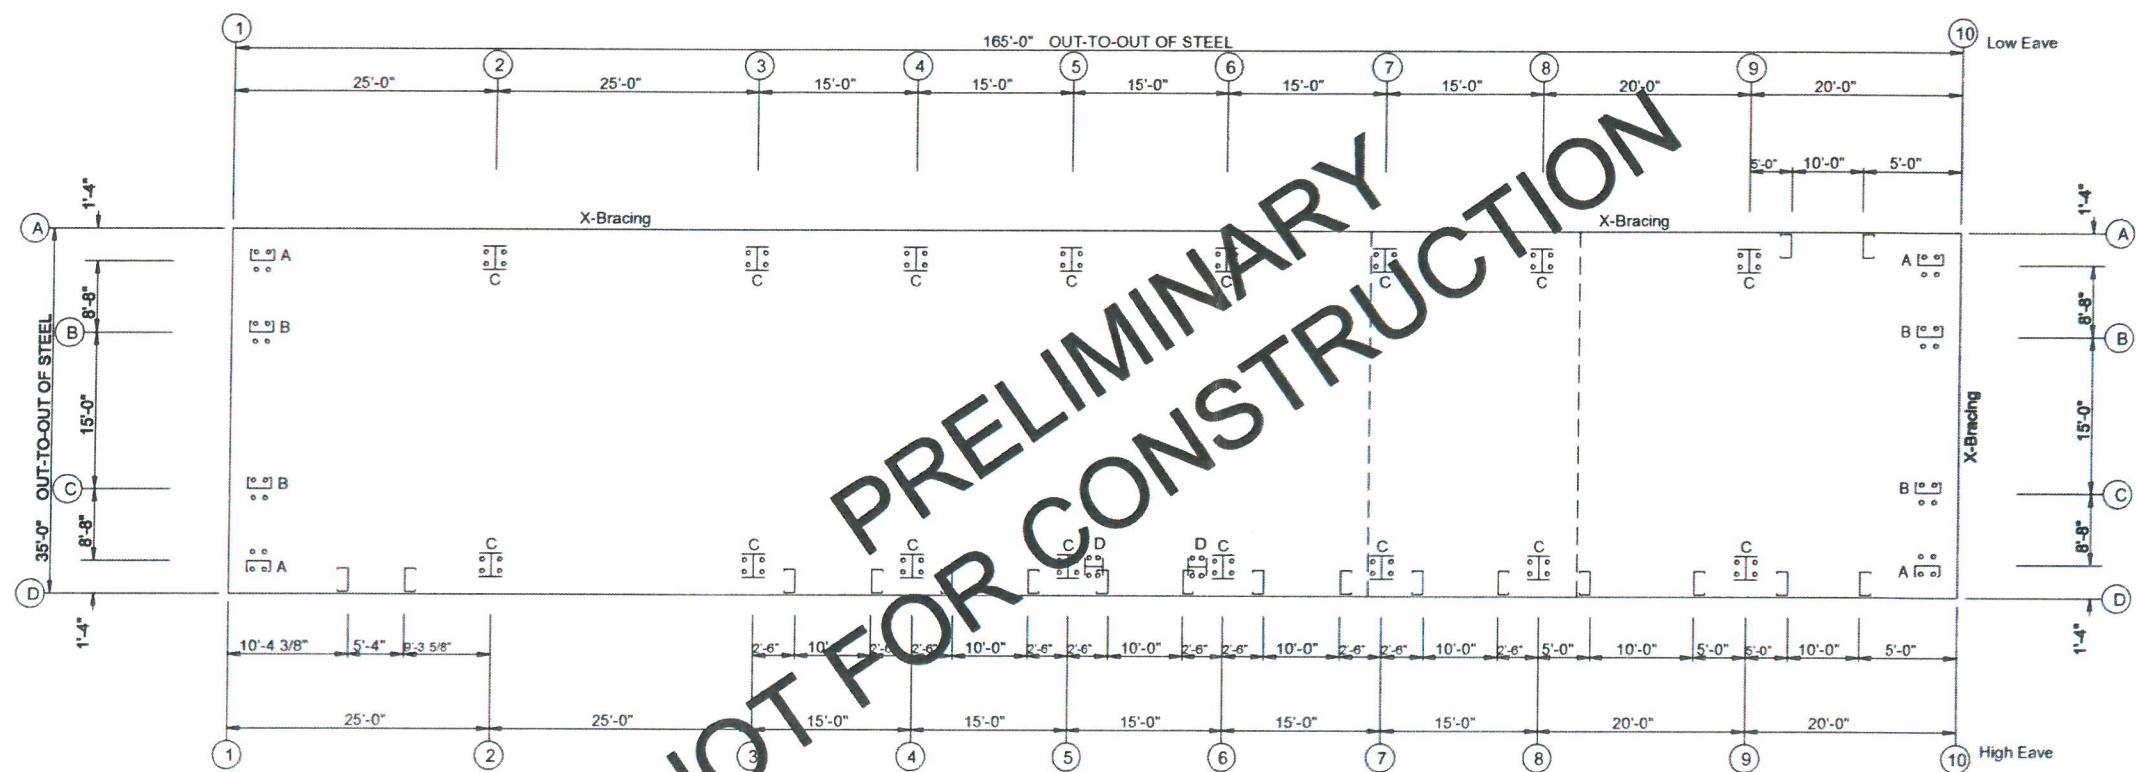 1
10
Low Eave
165'-0" OUT-TO-OUT OF STEEL
2
3
4
5
6
7
8
9
25'-0"
25'-0"
15'-0"
15'-0"
15'-0"
15'-0"
15'-0"
20'-0"
20'-0"
5'-0"
10'-0"
5'-0"
1'-4"
1'-4"
A
X-Bracing
X-Bracing
A
A
C
C
C
C
C
C
C
C
A
8'-8"
8'-8"
B
B
B
B
35'-0" OUT-TO-OUT OF STEEL
15'-0"
PRELIMINARY
NOT FOR CONSTRUCTION
15'-0"
X-Bracing
C
B
B
C
8'-8"
8'-8"
C
C
C
C
D
D
C
C
C
C
A
A
D
D
1'-4"
1'-4"
10'-4 3/8"
5'-4"
9'-3 5/8"
2'-6"
10'
2'-6"
2'-6"
10'-0"
2'-6"
2'-6"
10'-0"
2'-6"
2'-6"
10'-0"
2'-6"
2'-6"
10'-0"
2'-6"
5'-0"
10'-0"
5'-0"
5'-0"
10'-0"
5'-0"
25'-0"
25'-0"
15'-0"
15'-0"
15'-0"
15'-0"
15'-0"
20'-0"
20'-0"
1
2
3
4
5
6
7
8
9
10
High Eave